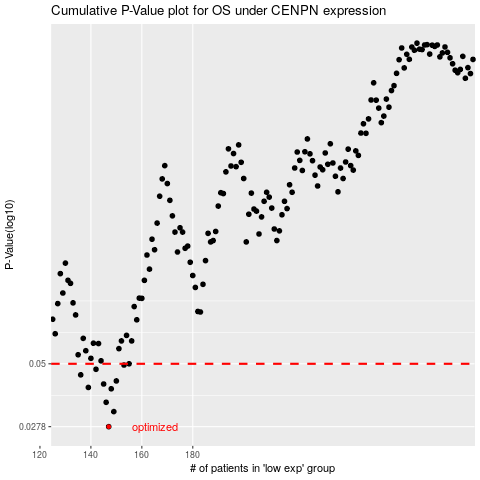 Cumulative P-Value plot for OS under CENPN expression
P-Value(log10)
0.05
0.0278
optimized
120 140 160 180
# of patients in 'low exp' group